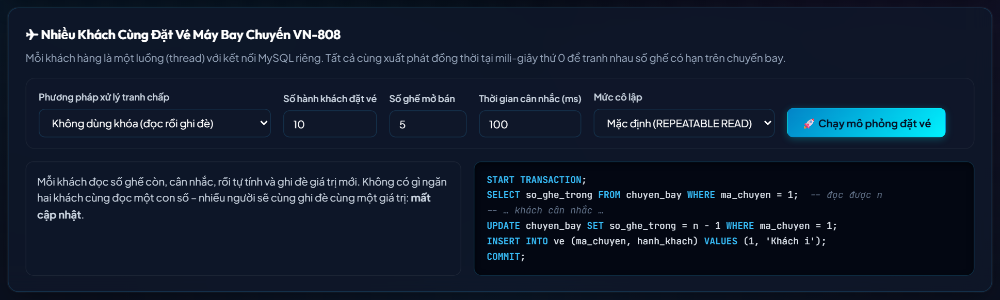 ✈ Nhiều Khách Cùng Đặt Vé Máy Bay Chuyến VN-808
Mỗi khách hàng là một luồng (thread) với kết nối MySQL riêng. Tất cả cùng xuất phát đồng thời tại mili-giây thứ 0 để tranh nhau số ghế có hạn trên chuyến bay.
Phương pháp xử lý tranh chấp
Không dùng khóa (đọc rồi ghi đè)
Số hành khách đặt vé
10
Số ghế mở bán
5
Thời gian cân nhắc (ms)
100
Mức cô lập
Mặc định (REPEATABLE READ)
🚀 Chạy mô phỏng đặt vé
Mỗi khách đọc số ghế còn, cân nhắc, rồi tự tính và ghi đè giá trị mới. Không có gì ngăn
hai khách cùng đọc một con số – nhiều người sẽ cùng ghi đè cùng một giá trị: mất
cập nhật.
START TRANSACTION;
SELECT so_ghe_trong FROM chuyen_bay WHERE ma_chuyen = 1;  -- đọc được n
-- … khách cân nhắc …
UPDATE chuyen_bay SET so_ghe_trong = n - 1 WHERE ma_chuyen = 1;
INSERT INTO ve (ma_chuyen, hanh_khach) VALUES (1, 'Khách i');
COMMIT;